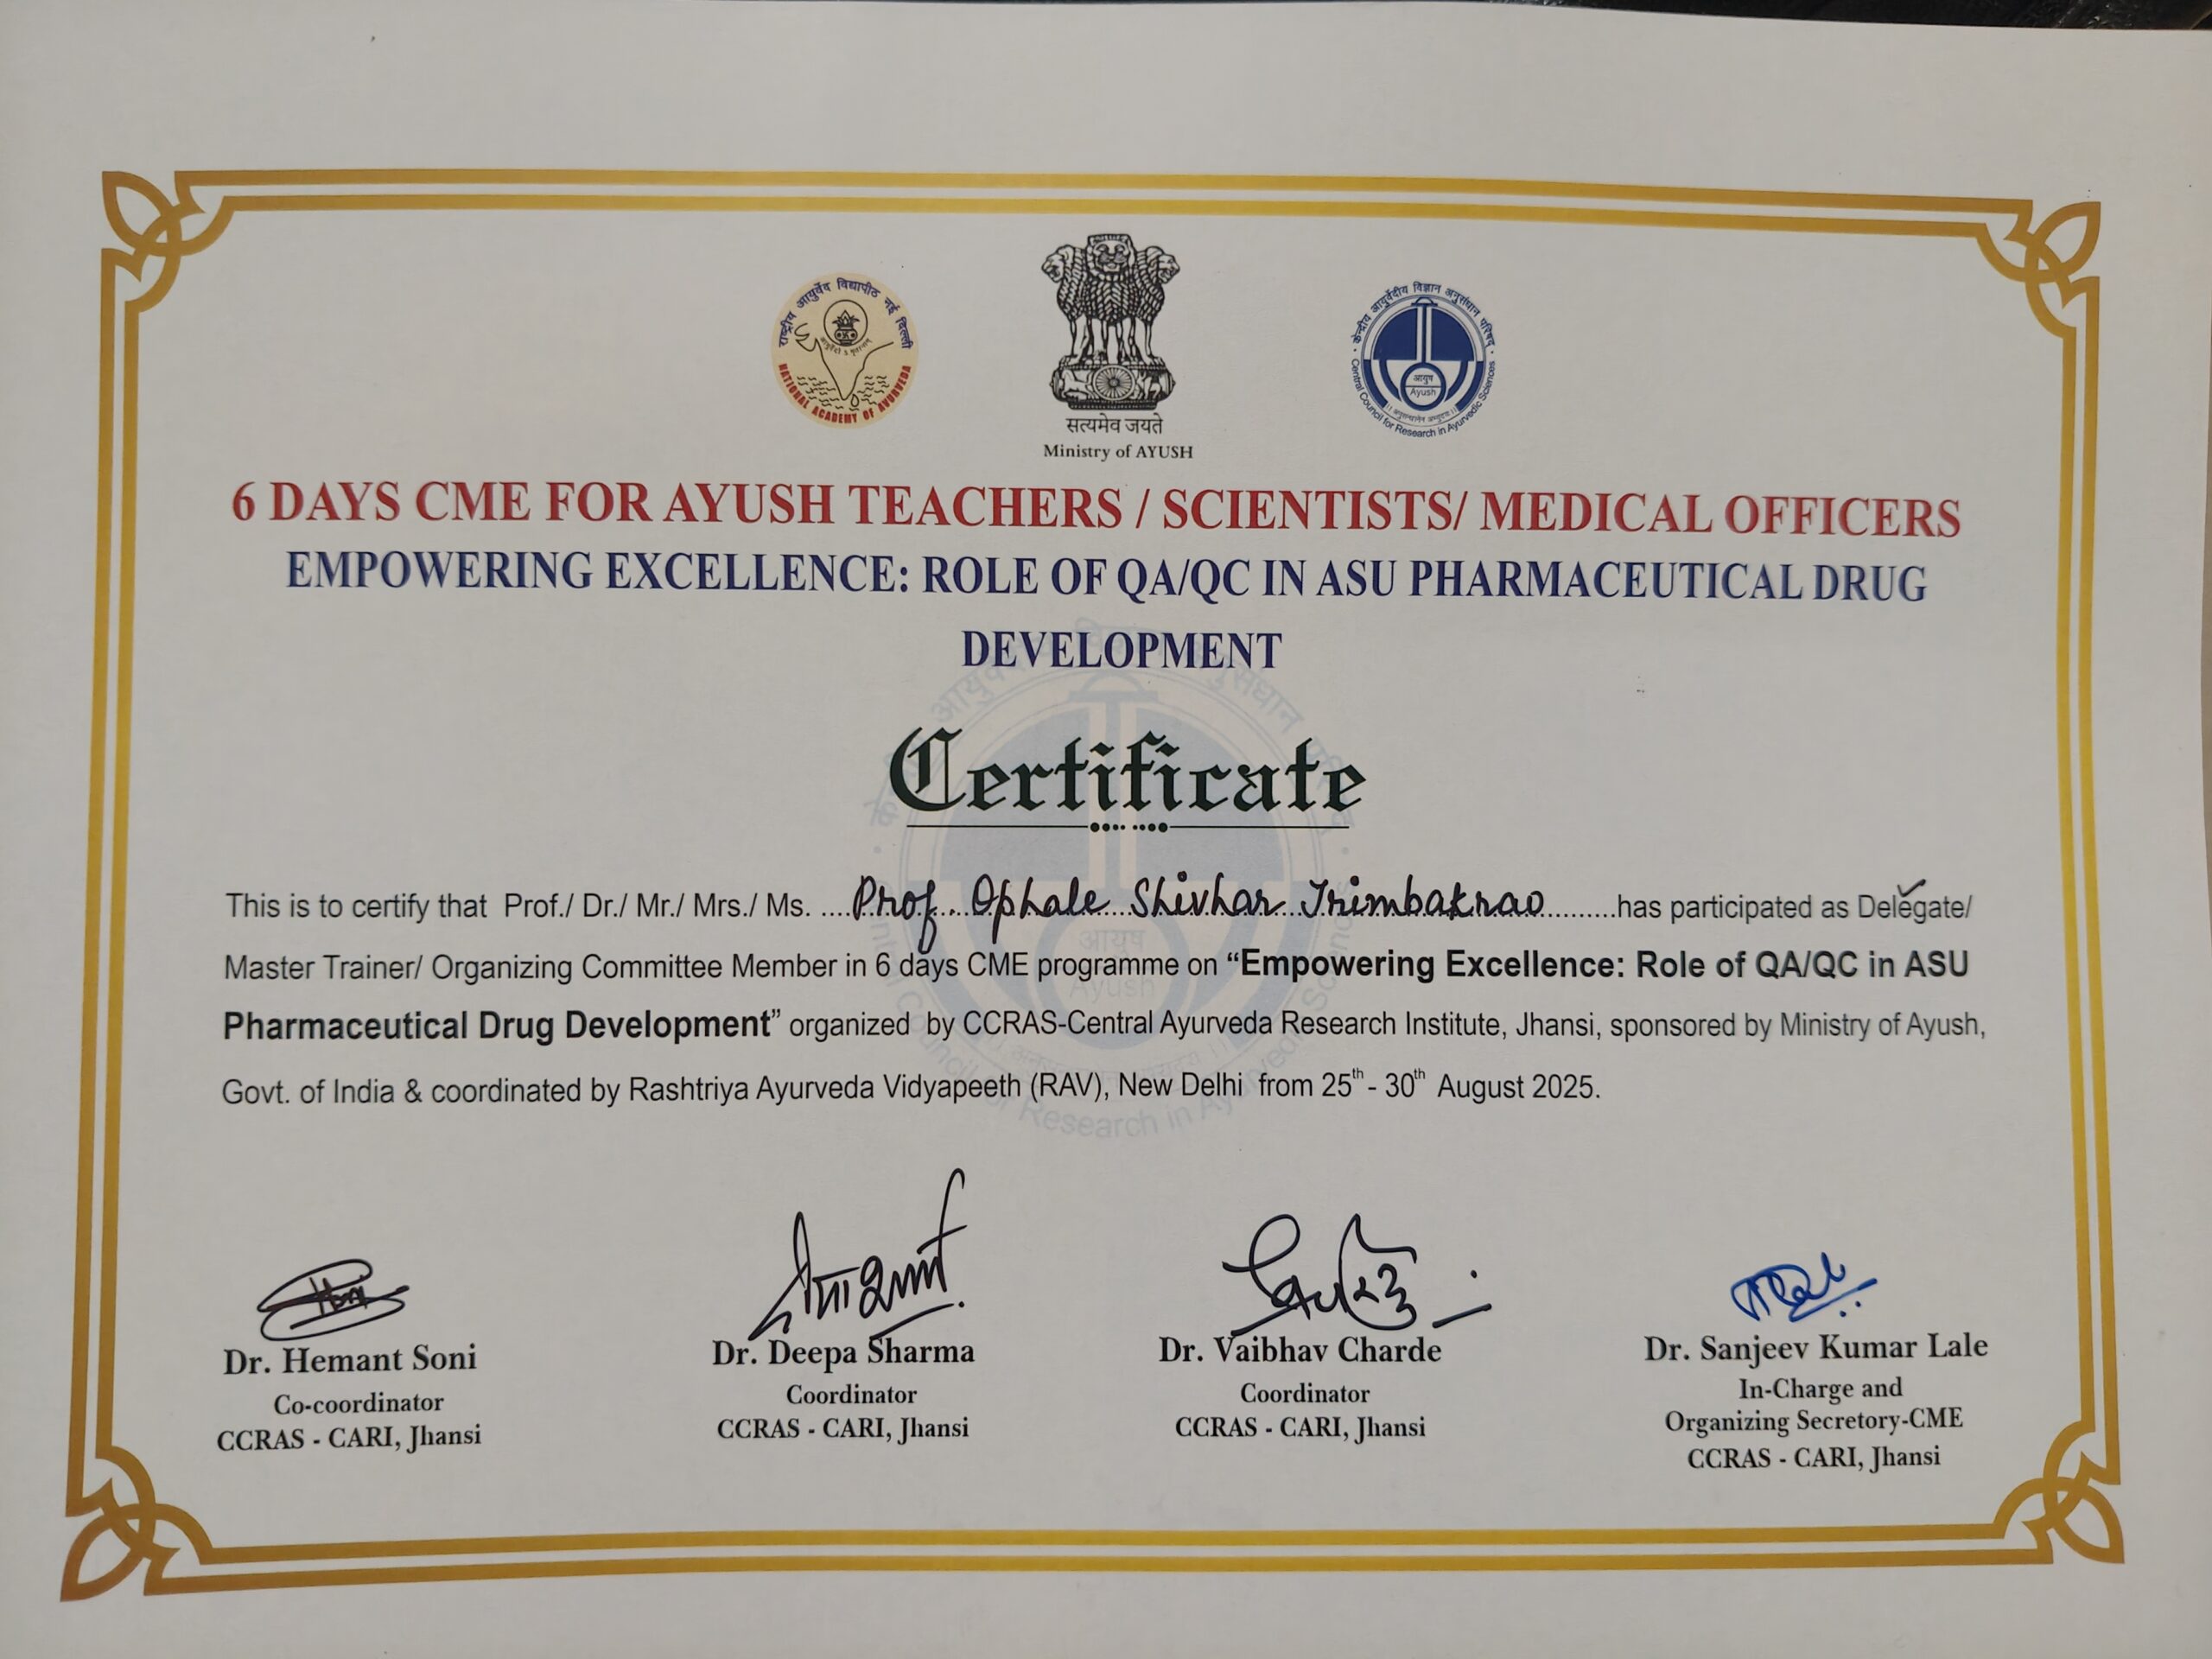 राष्ट्रीय आयुर्वेद विद्यापीठ नई दिल्ली
NATIONAL ACADEMY OF AYURVEDA
सत्यमेव जयते
Ministry of AYUSH
केन्द्रीय आयुर्वेदीय विज्ञान अनुसंधान परिषद्
आयुष
Ayush
Central Council for Research in Ayurvedic Sciences
6 DAYS CME FOR AYUSH TEACHERS / SCIENTISTS/ MEDICAL OFFICERS
EMPOWERING EXCELLENCE: ROLE OF QA/QC IN ASU PHARMACEUTICAL DRUG
DEVELOPMENT
Certificate
This is to certify that Prof./ Dr./ Mr./ Mrs./ Ms. ....Prof. Ophale Shivhar Trimbakrao..........has participated as Delegate/
Master Trainer/ Organizing Committee Member in 6 days CME programme on “Empowering Excellence: Role of QA/QC in ASU
Pharmaceutical Drug Development” organized by CCRAS-Central Ayurveda Research Institute, Jhansi, sponsored by Ministry of Ayush,
Govt. of India & coordinated by Rashtriya Ayurveda Vidyapeeth (RAV), New Delhi from 25th - 30th August 2025.
Dr. Hemant Soni
Co-coordinator
CCRAS - CARI, Jhansi
Dr. Deepa Sharma
Coordinator
CCRAS - CARI, Jhansi
Dr. Vaibhav Charde
Coordinator
CCRAS - CARI, Jhansi
Dr. Sanjeev Kumar Lale
In-Charge and
Organizing Secretory-CME
CCRAS - CARI, Jhansi